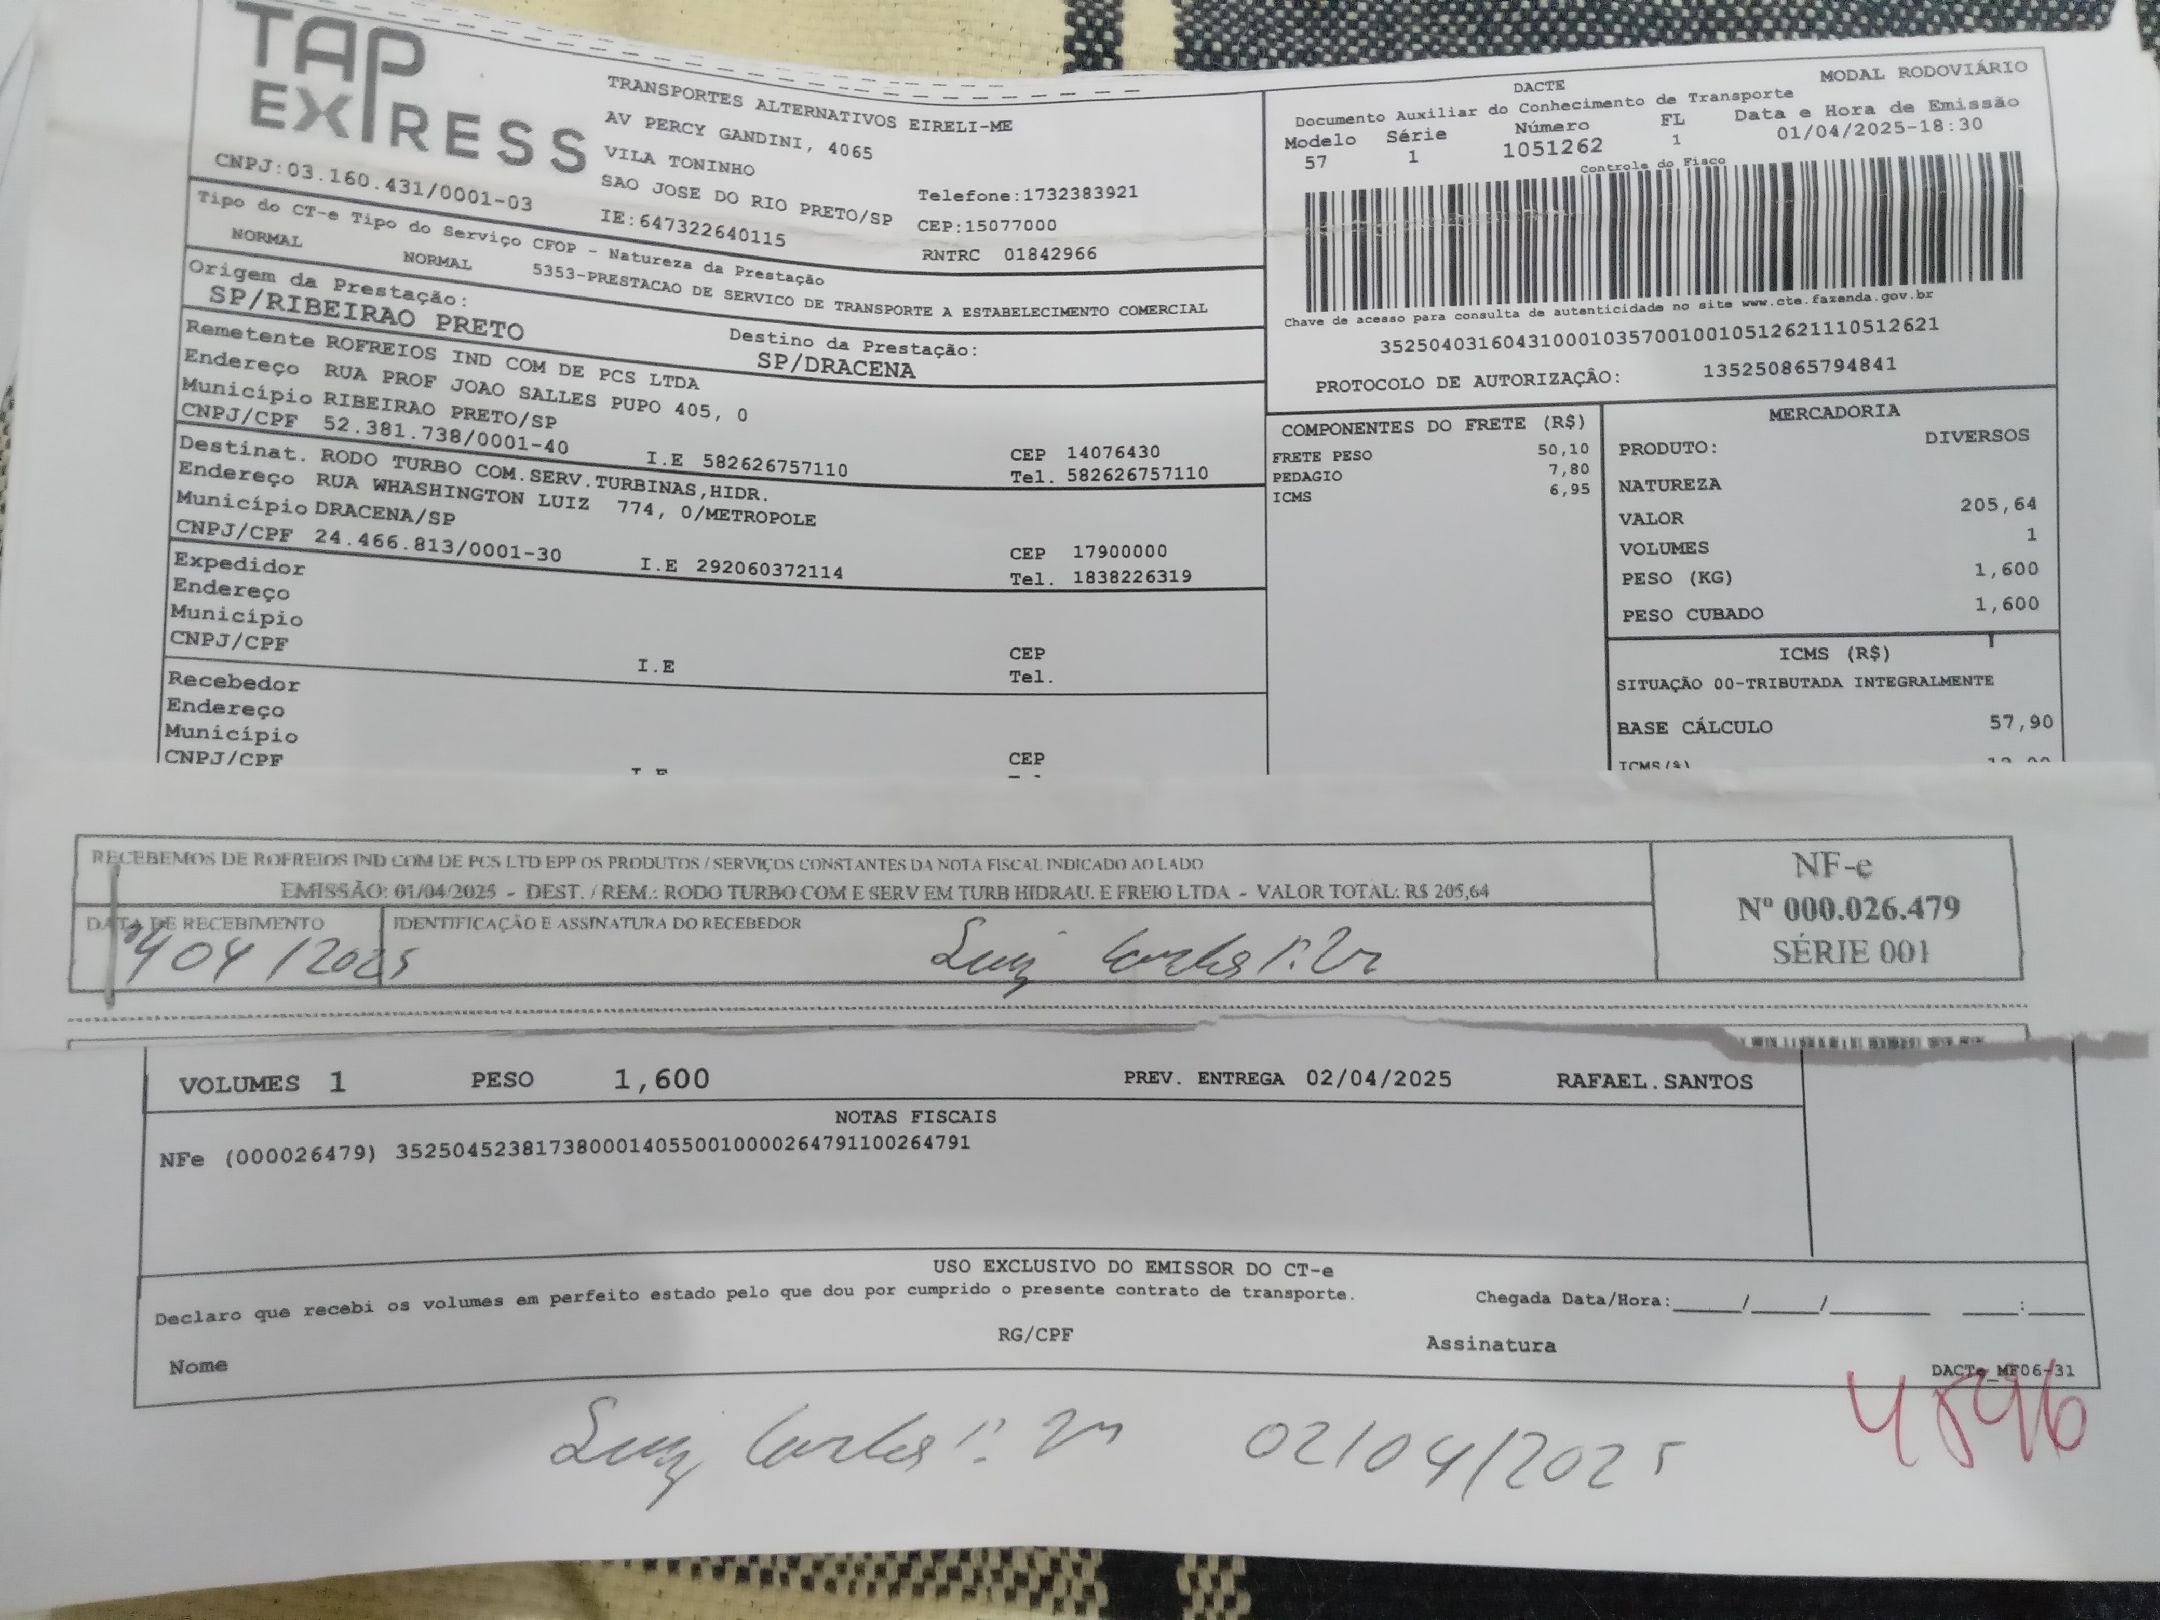 TAP
EXPRESS
CNPJ:03.160.431/0001-03
TRANSPORTES ALTERNATIVOS EIRELI-ME
AV PERCY GANDINI, 4065
VILA TONINHO
SAO JOSE DO RIO PRETO/SP
IE:647322640115
Telefone:1732383921
CEP:15077000
RNTRC 01842966
DACTE
MODAL RODOVIÁRIO
Documento Auxiliar do Conhecimento de Transporte
Modelo Série Número FL Data e Hora de Emissão
57 1 1051262 1 01/04/2025-18:30
Controle do Fisco
Chave de acesso para consulta de autenticidade no site www.cte.fazenda.gov.br
35250403160431000103570010010512621110512621
PROTOCOLO DE AUTORIZAÇÃO: 135250865794841
Tipo do CT-e Tipo do Serviço CFOP - Natureza da Prestação
NORMAL NORMAL 5353-PRESTACAO DE SERVICO DE TRANSPORTE A ESTABELECIMENTO COMERCIAL
Origem da Prestação:
SP/RIBEIRAO PRETO
Destino da Prestação:
SP/DRACENA
Remetente ROFREIOS IND COM DE PCS LTDA
Endereço RUA PROF JOAO SALLES PUPO 405, 0
Município RIBEIRAO PRETO/SP CEP 14076430
CNPJ/CPF 52.381.738/0001-40 I.E 582626757110 Tel. 582626757110
Destinat. RODO TURBO COM.SERV.TURBINAS,HIDR.
Endereço RUA WHASHINGTON LUIZ 774, 0/METROPOLE
Município DRACENA/SP CEP 17900000
CNPJ/CPF 24.466.813/0001-30 I.E 292060372114 Tel. 1838226319
Expedidor
Endereço
Município CEP
CNPJ/CPF I.E Tel.
Recebedor
Endereço
Município CEP
CNPJ/CPF
COMPONENTES DO FRETE (R$)
FRETE PESO 50,10
PEDAGIO 7,80
ICMS 6,95
MERCADORIA
PRODUTO: DIVERSOS
NATUREZA
VALOR 205,64
VOLUMES 1
PESO (KG) 1,600
PESO CUBADO 1,600
ICMS (R$)
SITUAÇÃO 00-TRIBUTADA INTEGRALMENTE
BASE CÁLCULO 57,90
RECEBEMOS DE ROFREIOS IND COM DE PCS LTD EPP OS PRODUTOS / SERVIÇOS CONSTANTES DA NOTA FISCAL INDICADO AO LADO
EMISSÃO: 01/04/2025 - DEST. / REM.: RODO TURBO COM E SERV EM TURB HIDRAU. E FREIO LTDA - VALOR TOTAL: R$ 205,64
DATA DE RECEBIMENTO IDENTIFICAÇÃO E ASSINATURA DO RECEBEDOR
04 /2025 Luiz Carlos
NF-e
Nº 000.026.479
SÉRIE 001
VOLUMES 1 PESO 1,600 PREV. ENTREGA 02/04/2025 RAFAEL.SANTOS
NOTAS FISCAIS
NFe (000026479) 35250452381738000140550010000264791100264791
USO EXCLUSIVO DO EMISSOR DO CT-e
Declaro que recebi os volumes em perfeito estado pelo que dou por cumprido o presente contrato de transporte. Chegada Data/Hora:_____/_____/_______ ____:____
Nome RG/CPF Assinatura
DACTe_MF06-31
Luiz Carlos 02/04/2025